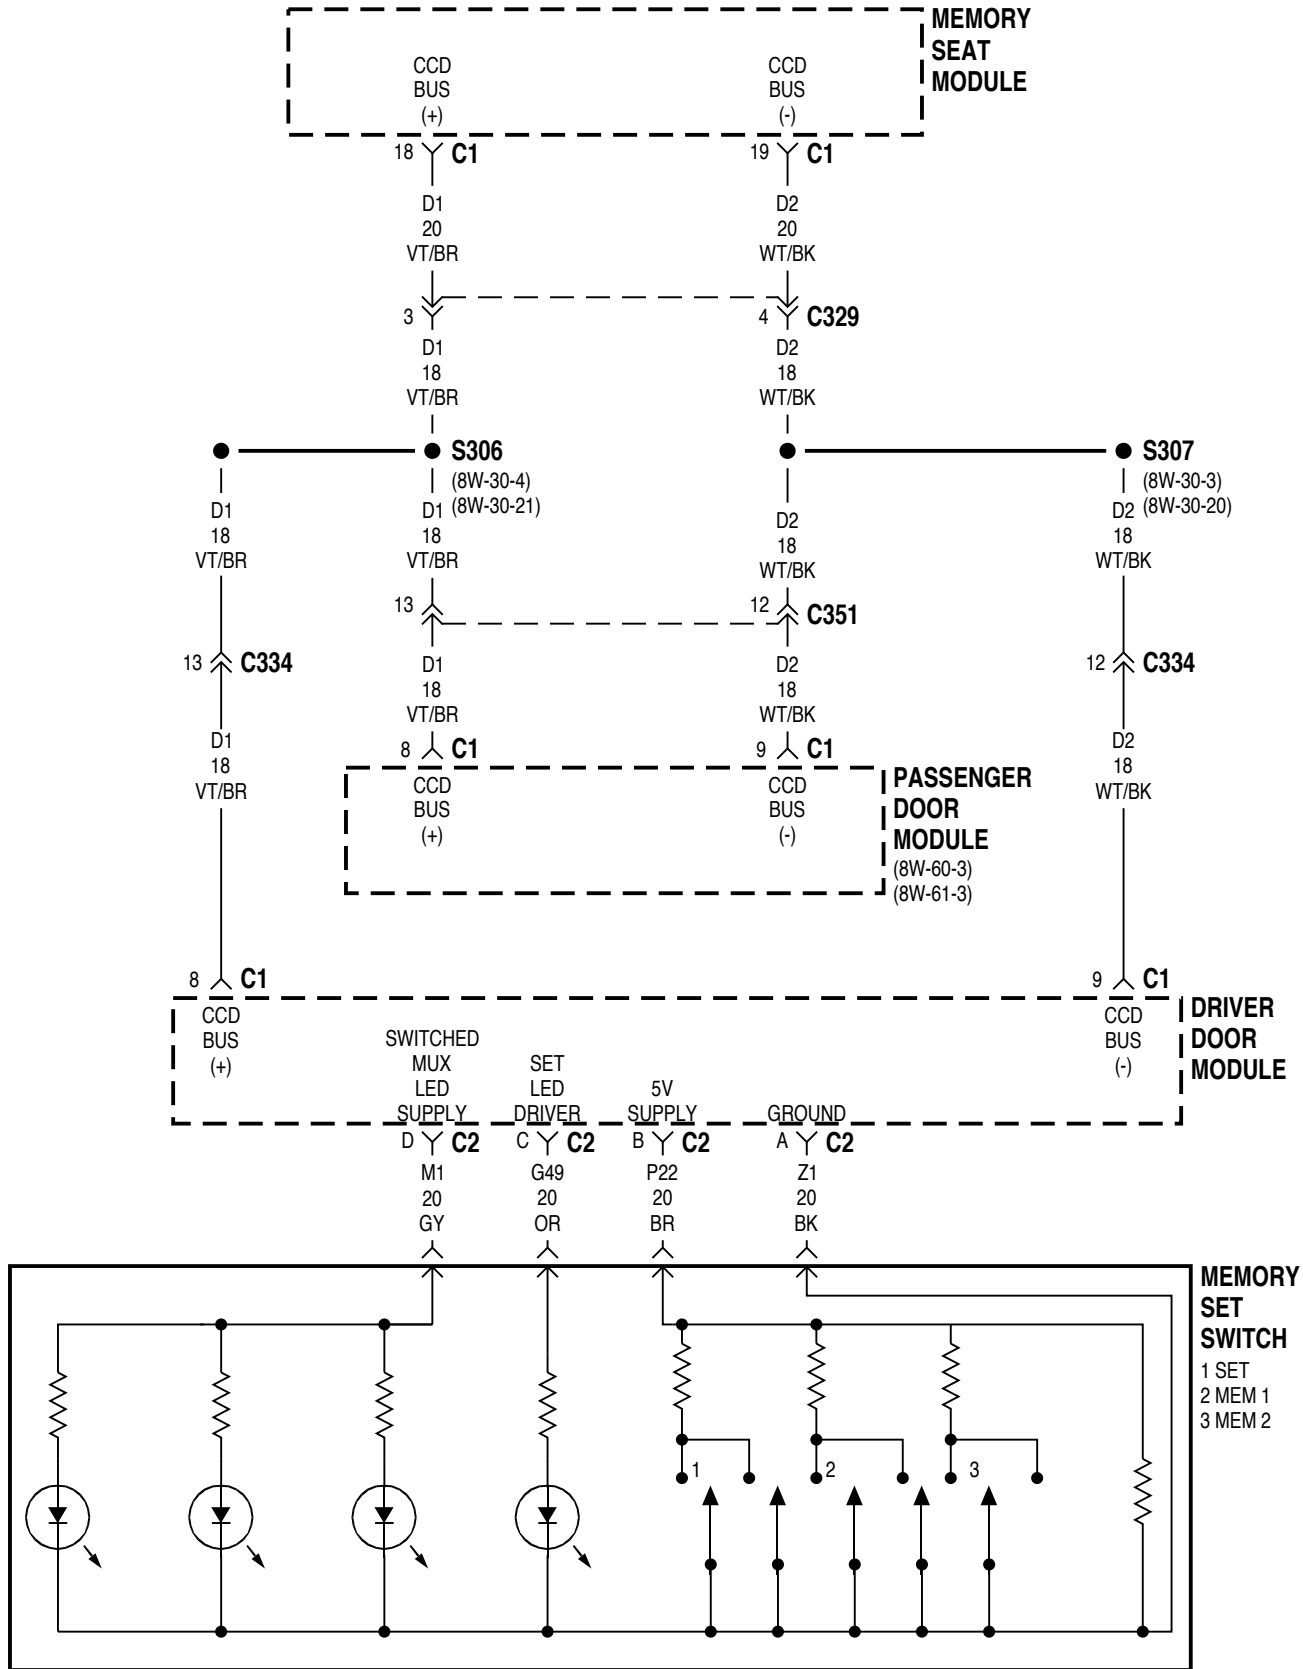 MEMORY
SEAT
MODULE
CCD
BUS
(+)
CCD
BUS
(-)
18 C1
19 C1
D1
20
VT/BR
D2
20
WT/BK
3
4 C329
D1
18
VT/BR
D2
18
WT/BK
S306
(8W-30-4)
(8W-30-21)
S307
(8W-30-3)
(8W-30-20)
D1
18
VT/BR
D1
18
VT/BR
D2
18
WT/BK
D2
18
WT/BK
13
12 C351
13 C334
12 C334
D1
18
VT/BR
D2
18
WT/BK
D1
18
VT/BR
D2
18
WT/BK
8 C1
9 C1
CCD
BUS
(+)
CCD
BUS
(-)
PASSENGER
DOOR
MODULE
(8W-60-3)
(8W-61-3)
8 C1
9 C1
CCD
BUS
(+)
CCD
BUS
(-)
DRIVER
DOOR
MODULE
SWITCHED
MUX
LED
SUPPLY
SET
LED
DRIVER
5V
SUPPLY
GROUND
D C2
C C2
B C2
A C2
M1
20
GY
G49
20
OR
P22
20
BR
Z1
20
BK
MEMORY
SET
SWITCH
1 SET
2 MEM 1
3 MEM 2
1
2
3